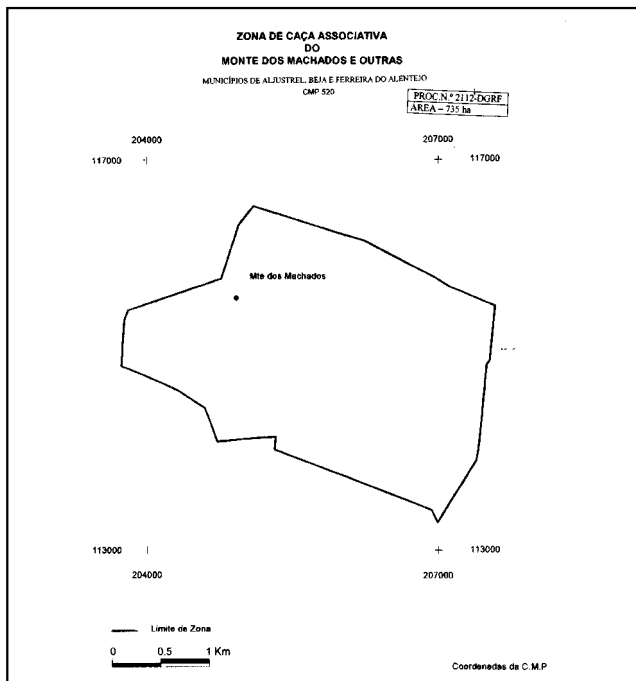 ZONA DE CAÇA ASSOCIATIVA
DO
MONTE DOS MACHADOS E OUTRAS
MUNICÍPIOS DE ALJUSTREL, BEJA E FERREIRA DO ALENTEJO
CMP 520
PROC.N.º 2112-DGRF
ÁREA – 735 ha
204000 207000
117000 117000
Mte dos Machados
113000 113000
204000 207000
Limite de Zona
0 0.5 1 Km
Coordenadas da C.M.P